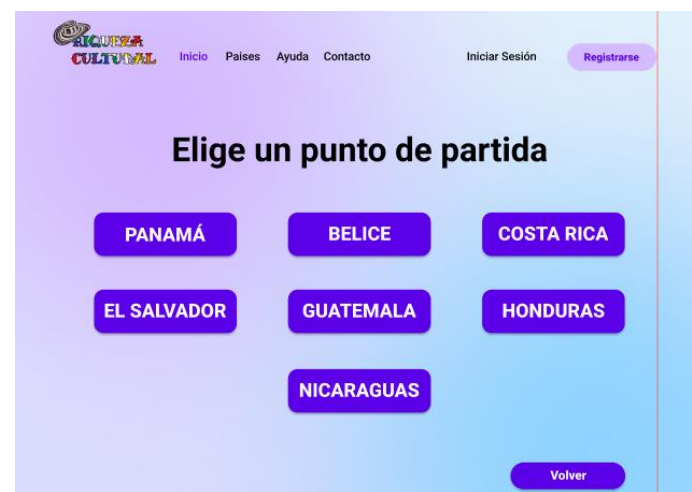 RIQUEZA
CULTURAL
Inicio Paises Ayuda Contacto Iniciar Sesión Registrarse
Elige un punto de partida
PANAMÁ BELICE COSTA RICA
EL SALVADOR GUATEMALA HONDURAS
NICARAGUAS
Volver